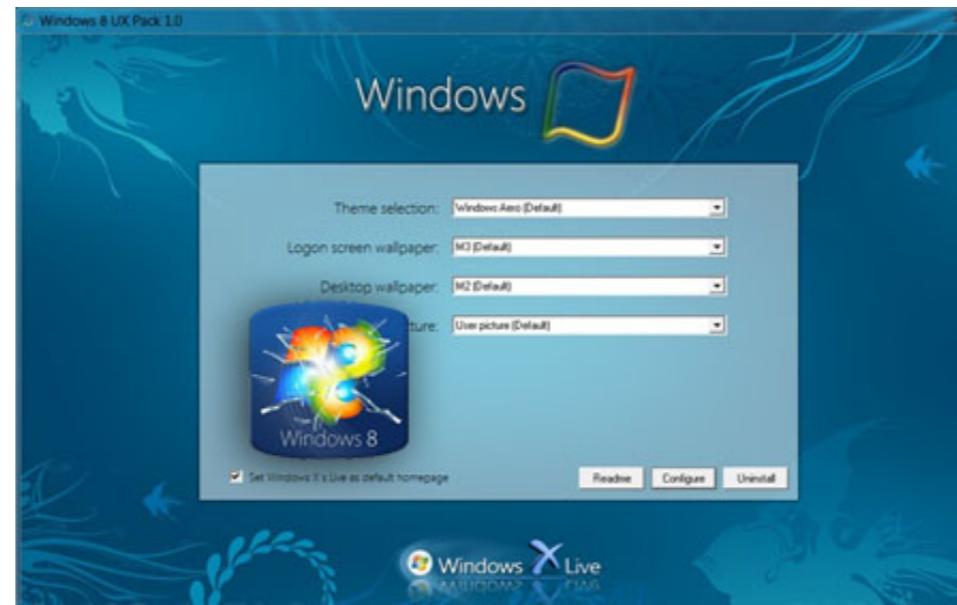 Windows 8 UX Pack 1.0
Windows
Theme selection: Windows Aero (Default)
Logon screen wallpaper: M3 (Default)
Desktop wallpaper: M2 (Default)
ture: User picture (Default)
Windows 8
Set Windows X's Live as default homepage
Readme Configure Uninstall
Windows X Live